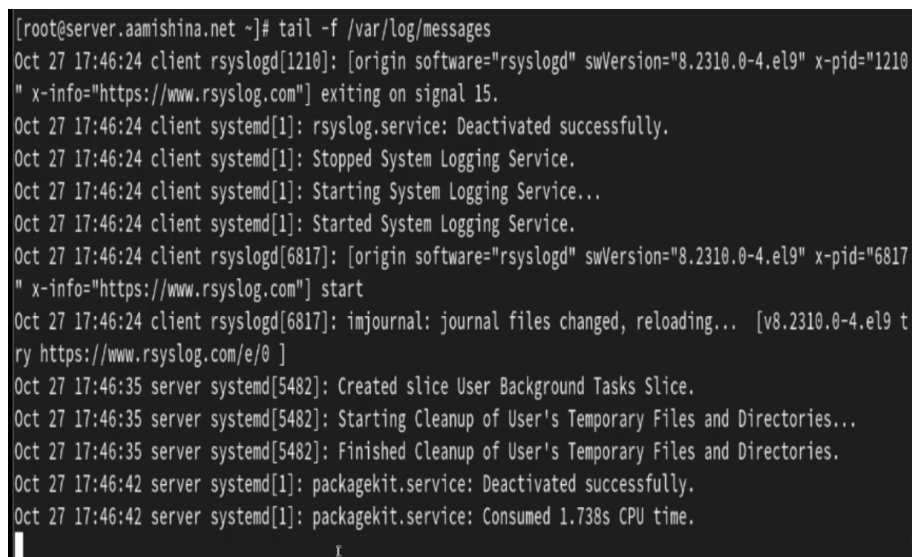 [root@server.aamishina.net ~]# tail -f /var/log/messages
Oct 27 17:46:24 client rsyslogd[1210]: [origin software="rsyslogd" swVersion="8.2310.0-4.el9" x-pid="1210
" x-info="https://www.rsyslog.com"] exiting on signal 15.
Oct 27 17:46:24 client systemd[1]: rsyslog.service: Deactivated successfully.
Oct 27 17:46:24 client systemd[1]: Stopped System Logging Service.
Oct 27 17:46:24 client systemd[1]: Starting System Logging Service...
Oct 27 17:46:24 client systemd[1]: Started System Logging Service.
Oct 27 17:46:24 client rsyslogd[6817]: [origin software="rsyslogd" swVersion="8.2310.0-4.el9" x-pid="6817
" x-info="https://www.rsyslog.com"] start
Oct 27 17:46:24 client rsyslogd[6817]: imjournal: journal files changed, reloading...  [v8.2310.0-4.el9 t
ry https://www.rsyslog.com/e/0 ]
Oct 27 17:46:35 server systemd[5482]: Created slice User Background Tasks Slice.
Oct 27 17:46:35 server systemd[5482]: Starting Cleanup of User's Temporary Files and Directories...
Oct 27 17:46:35 server systemd[5482]: Finished Cleanup of User's Temporary Files and Directories.
Oct 27 17:46:42 server systemd[1]: packagekit.service: Deactivated successfully.
Oct 27 17:46:42 server systemd[1]: packagekit.service: Consumed 1.738s CPU time.